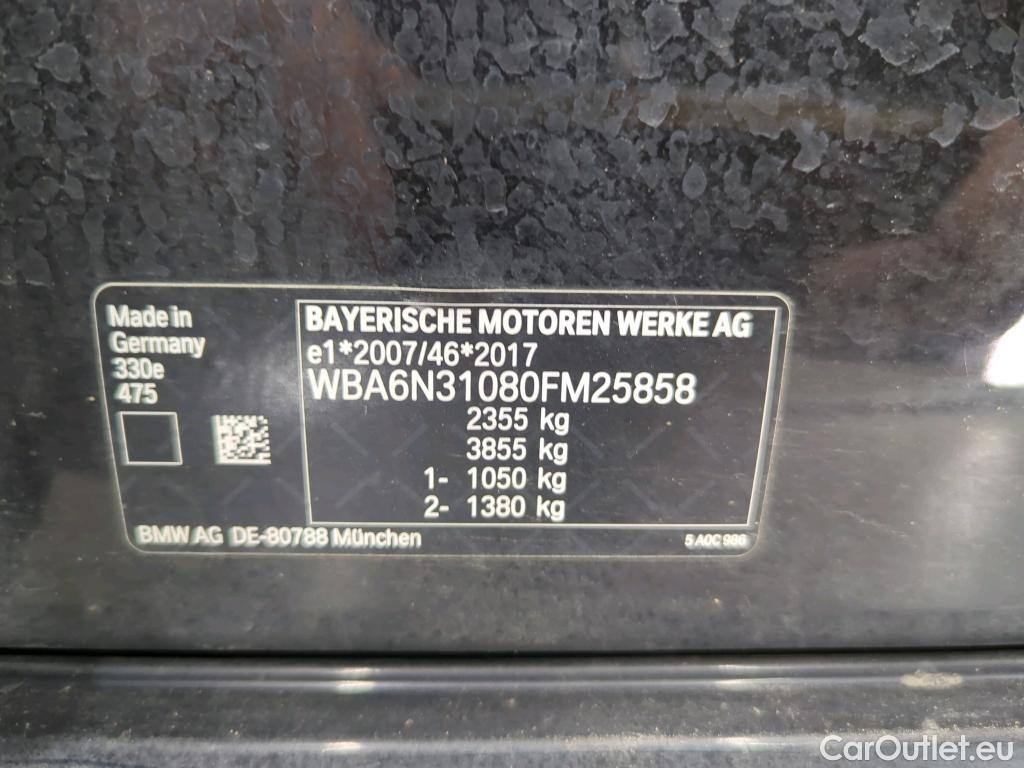 Made in
Germany
330e
475
BAYERISCHE MOTOREN WERKE AG
e1*2007/46*2017
WBA6N31080FM25858
2355 kg
3855 kg
1- 1050 kg
2- 1380 kg
BMW AG DE-80788 München
5 A0C 986
CarOutlet.eu